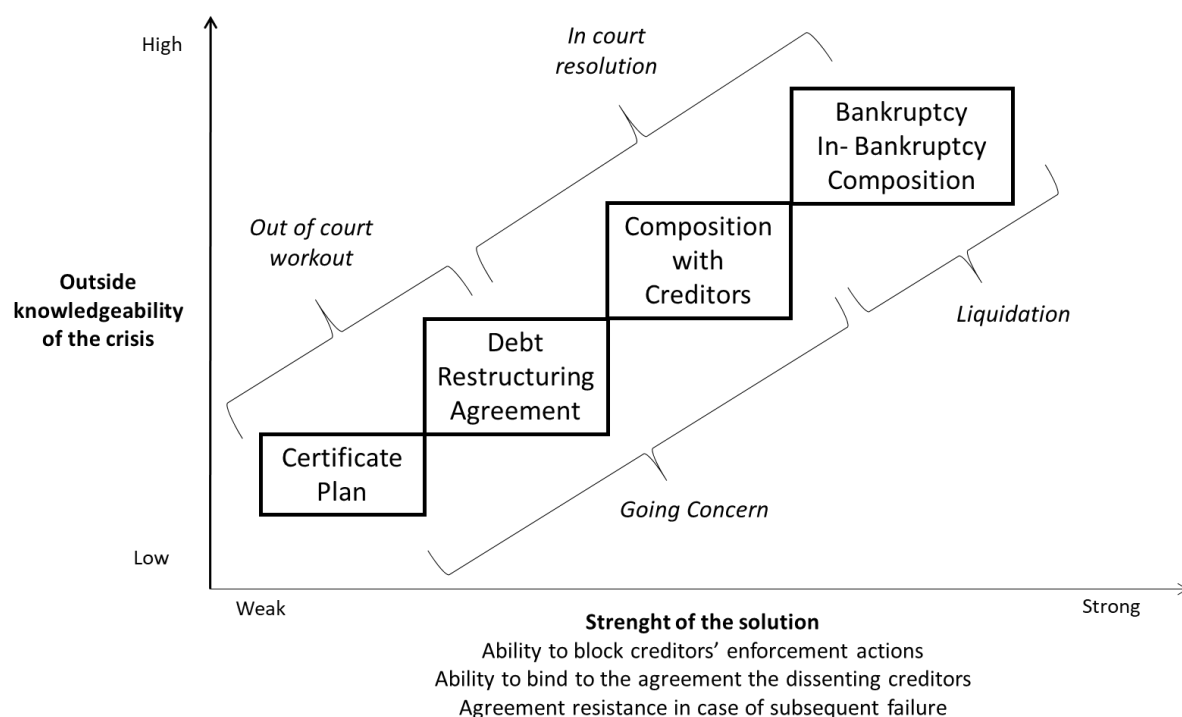 High
In court
resolution
Bankruptcy
In- Bankruptcy
Composition
Out of court
workout
Composition
with
Creditors
Outside
knowledgeability
of the crisis
Liquidation
Debt
Restructuring
Agreement
Certificate
Plan
Going Concern
Low
Weak
Strong
Strenght of the solution
Ability to block creditors’ enforcement actions
Ability to bind to the agreement the dissenting creditors
Agreement resistance in case of subsequent failure